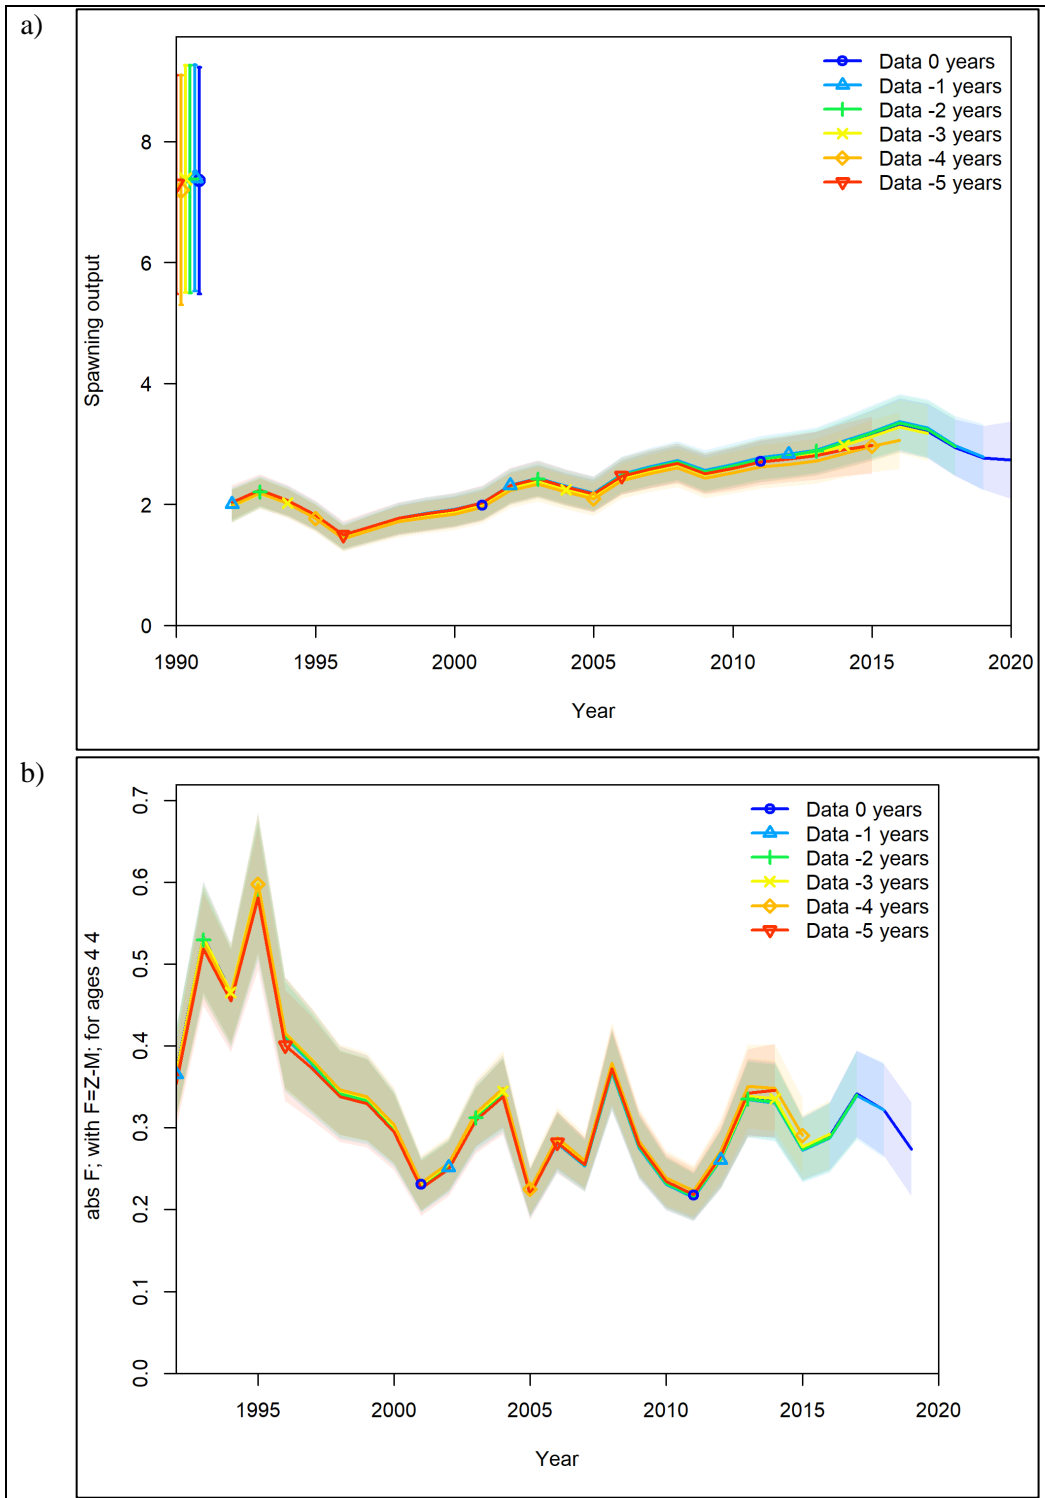 a)
Data 0 years
Data -1 years
Data -2 years
Data -3 years
Data -4 years
Data -5 years
8
6
4
2
0
Spawning output
1990 1995 2000 2005 2010 2015 2020
Year
b)
Data 0 years
Data -1 years
Data -2 years
Data -3 years
Data -4 years
Data -5 years
0.7
0.6
0.5
0.4
0.3
0.2
0.1
0.0
abs F; with F=Z-M; for ages 4 4
1995 2000 2005 2010 2015 2020
Year